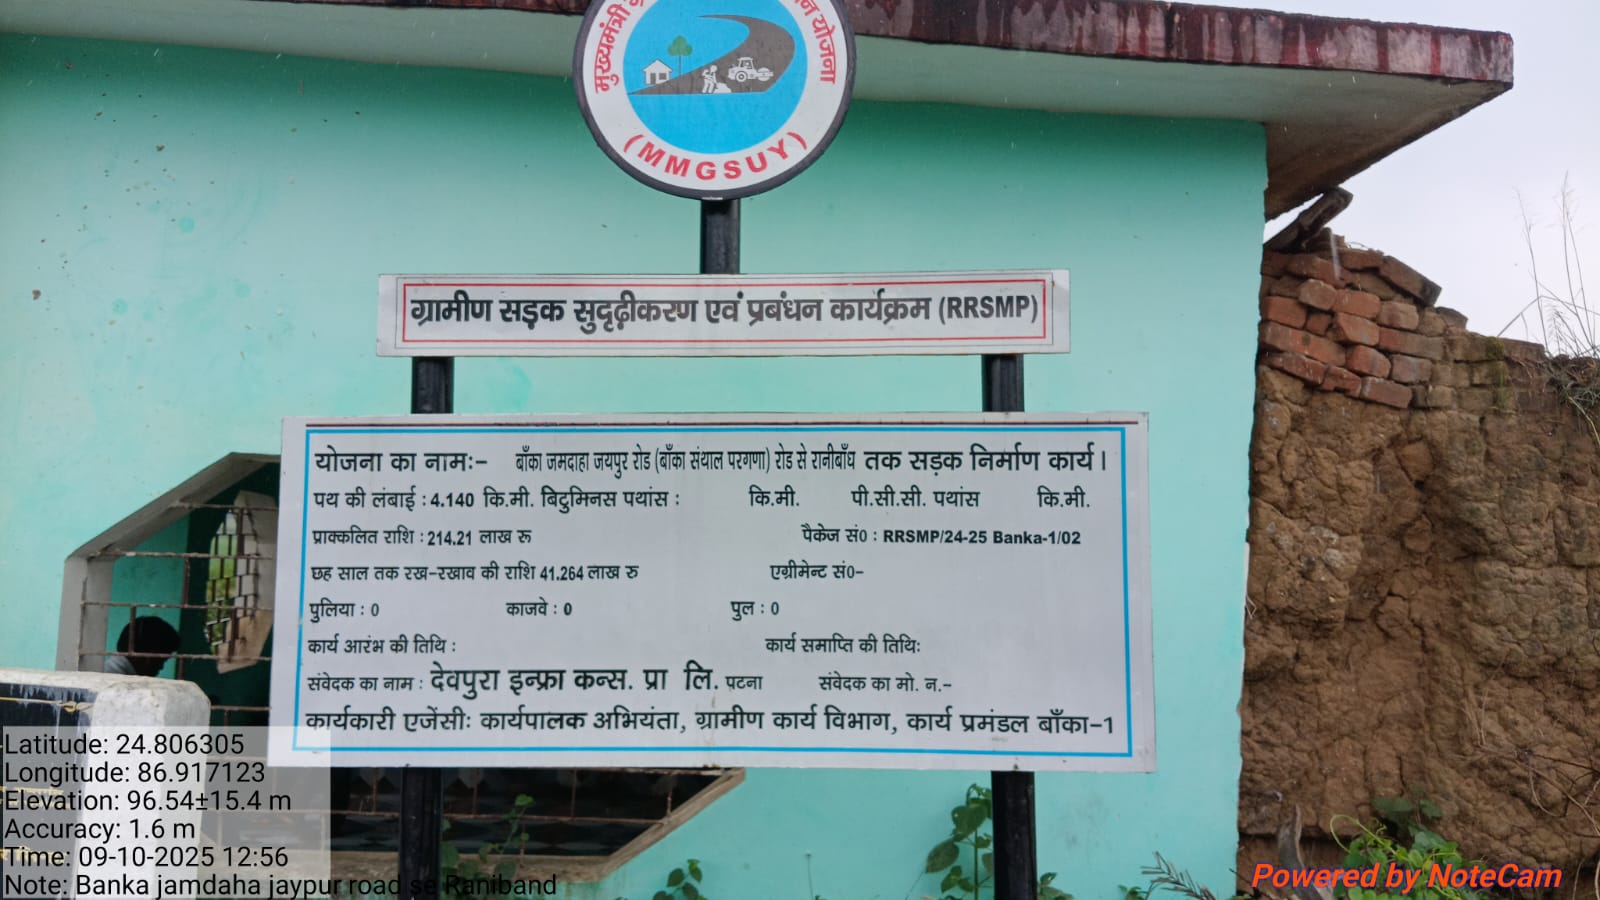 मुख्यमंत्री
योजना
(MMGSUY)
ग्रामीण सड़क सुदृढ़ीकरण एवं प्रबंधन कार्यक्रम (RRSMP)
योजना का नामः- बाँका जमदाहा जयपुर रोड (बाँका संथाल परगणा) रोड से रानीबाँध तक सड़क निर्माण कार्य।
पथ की लंबाई : 4.140 कि.मी. बिटुमिनस पथांस : कि.मी. पी.सी.सी. पथांस कि.मी.
प्राक्कलित राशि : 214.21 लाख रू पैकेज सं0 : RRSMP/24-25 Banka-1/02
छह साल तक रख-रखाव की राशि 41.264 लाख रु एग्रीमेन्ट सं0-
पुलिया : 0 काजवे : 0 पुल : 0
कार्य आरंभ की तिथि : कार्य समाप्ति की तिथिः
संवेदक का नाम : देवपुरा इन्फ्रा कन्स. प्रा लि. पटना संवेदक का मो. न.-
कार्यकारी एजेंसीः कार्यपालक अभियंता, ग्रामीण कार्य विभाग, कार्य प्रमंडल बाँका-1
Latitude: 24.806305
Longitude: 86.917123
Elevation: 96.54±15.4 m
Accuracy: 1.6 m
Time: 09-10-2025 12:56
Note: Banka jamdaha jaypur road se Raniband
Powered by NoteCam